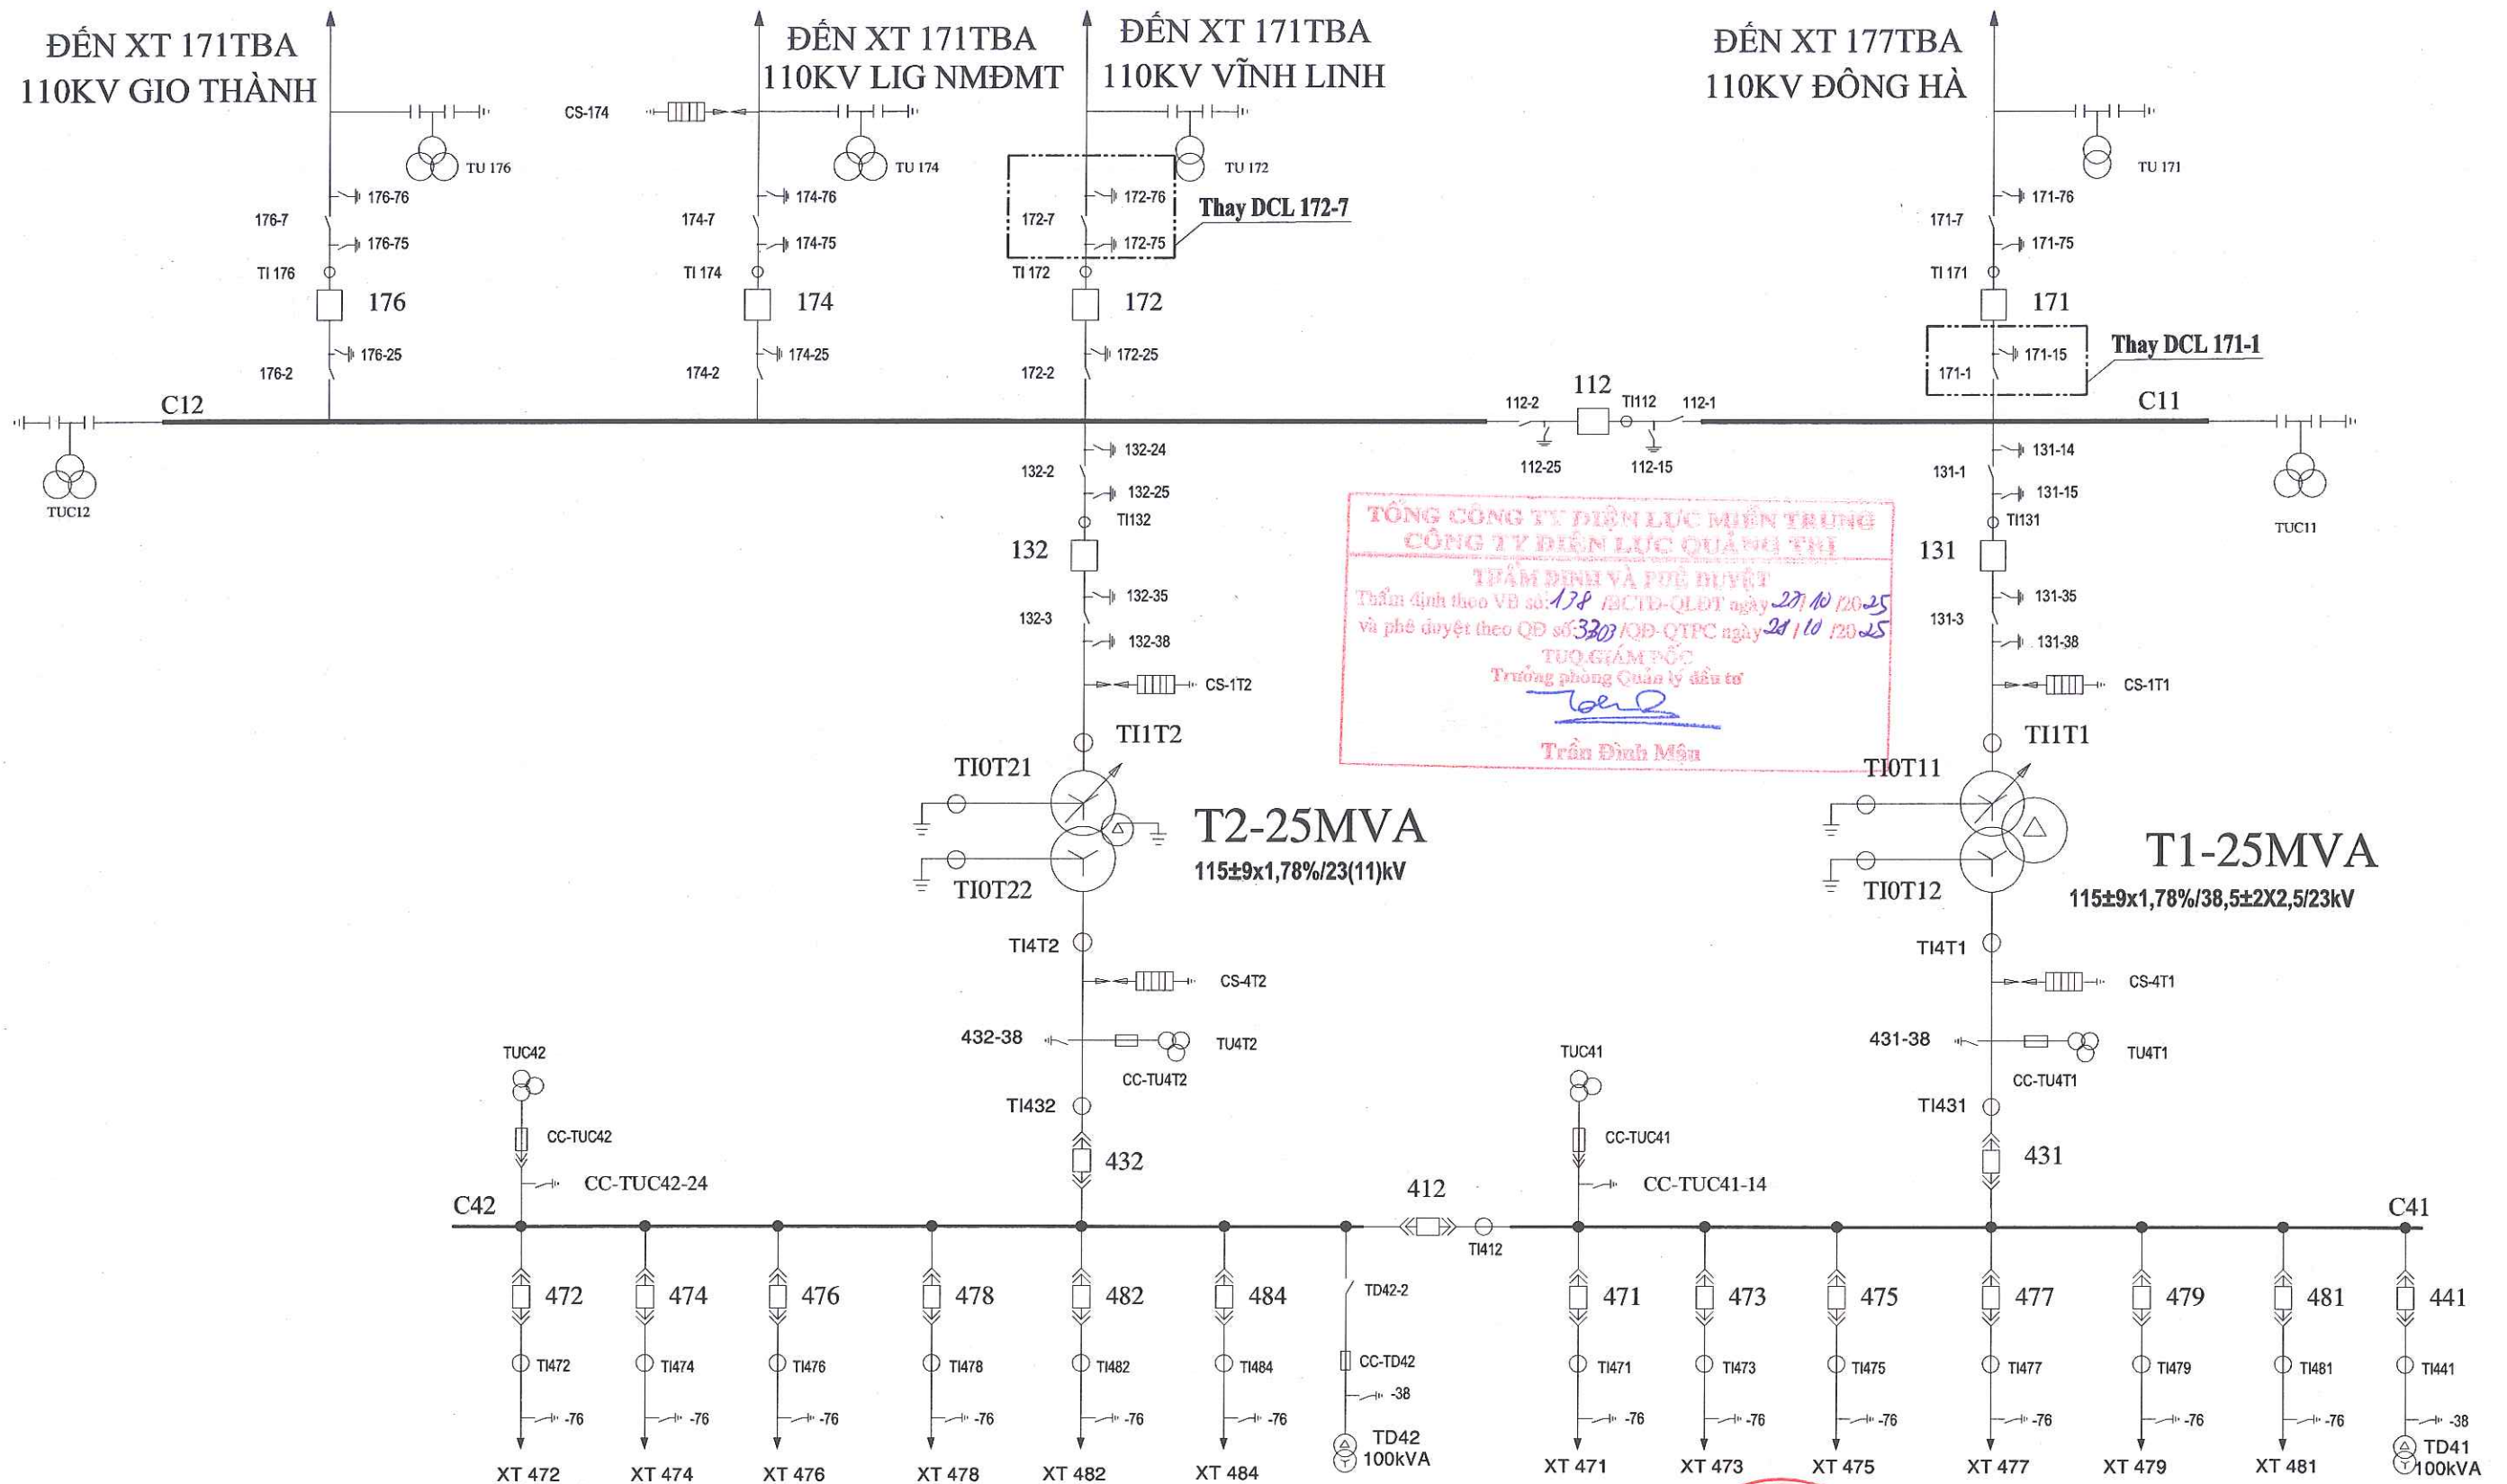 ĐẾN XT 171TBA
110KV GIO THÀNH
ĐẾN XT 171TBA
110KV LIG NMĐMT
ĐẾN XT 171TBA
110KV VĨNH LINH
ĐẾN XT 177TBA
110KV ĐÔNG HÀ
CS-174
TU 176
TU 174
TU 172
TU 171
176-76
176-7
176-75
TI 176
176
176-25
176-2
174-76
174-7
174-75
TI 174
174
174-25
174-2
172-76
172-7
172-75
Thay DCL 172-7
TI 172
172
172-25
172-2
171-76
171-7
171-75
TI 171
171
171-15
171-1
Thay DCL 171-1
C12
TUC12
112-2
112
TI112
112-1
112-25
112-15
C11
TUC11
132-24
132-2
132-25
TI132
132
132-35
132-3
132-38
CS-1T2
TI1T2
TI0T21
TI0T22
T2-25MVA
115±9x1,78%/23(11)kV
TI4T2
CS-4T2
432-38
TU4T2
CC-TU4T2
TI432
432
TỔNG CÔNG TY ĐIỆN LỰC MIỀN TRUNG
CÔNG TY ĐIỆN LỰC QUẢNG TRỊ
THẨM ĐỊNH VÀ PHÊ DUYỆT
Thẩm định theo VB số: 138 /BCTĐ-QLĐT ngày /10 /2025
và phê duyệt theo QĐ số /QĐ-QTPC ngày /10 /2025
TUQ.GIÁM ĐỐC
Trưởng phòng Quản lý đầu tư
Trần Đình Mậu
131-14
131-1
131-15
TI131
131
131-35
131-3
131-38
CS-1T1
TI1T1
TI0T11
TI0T12
T1-25MVA
115±9x1,78%/38,5±2X2,5/23kV
TI4T1
CS-4T1
431-38
TU4T1
CC-TU4T1
TI431
431
TUC42
CC-TUC42
CC-TUC42-24
C42
412
TI412
TUC41
CC-TUC41
CC-TUC41-14
C41
472
474
476
478
482
484
TD42-2
471
473
475
477
479
481
441
TI472
TI474
TI476
TI478
TI482
TI484
CC-TD42
TI471
TI473
TI475
TI477
TI479
TI481
TI441
-76
-76
-76
-76
-76
-76
-38
-76
-76
-76
-76
-76
-76
-38
XT 472
XT 474
XT 476
XT 478
XT 482
XT 484
TD42
100kVA
XT 471
XT 473
XT 475
XT 477
XT 479
XT 481
TD41
100kVA